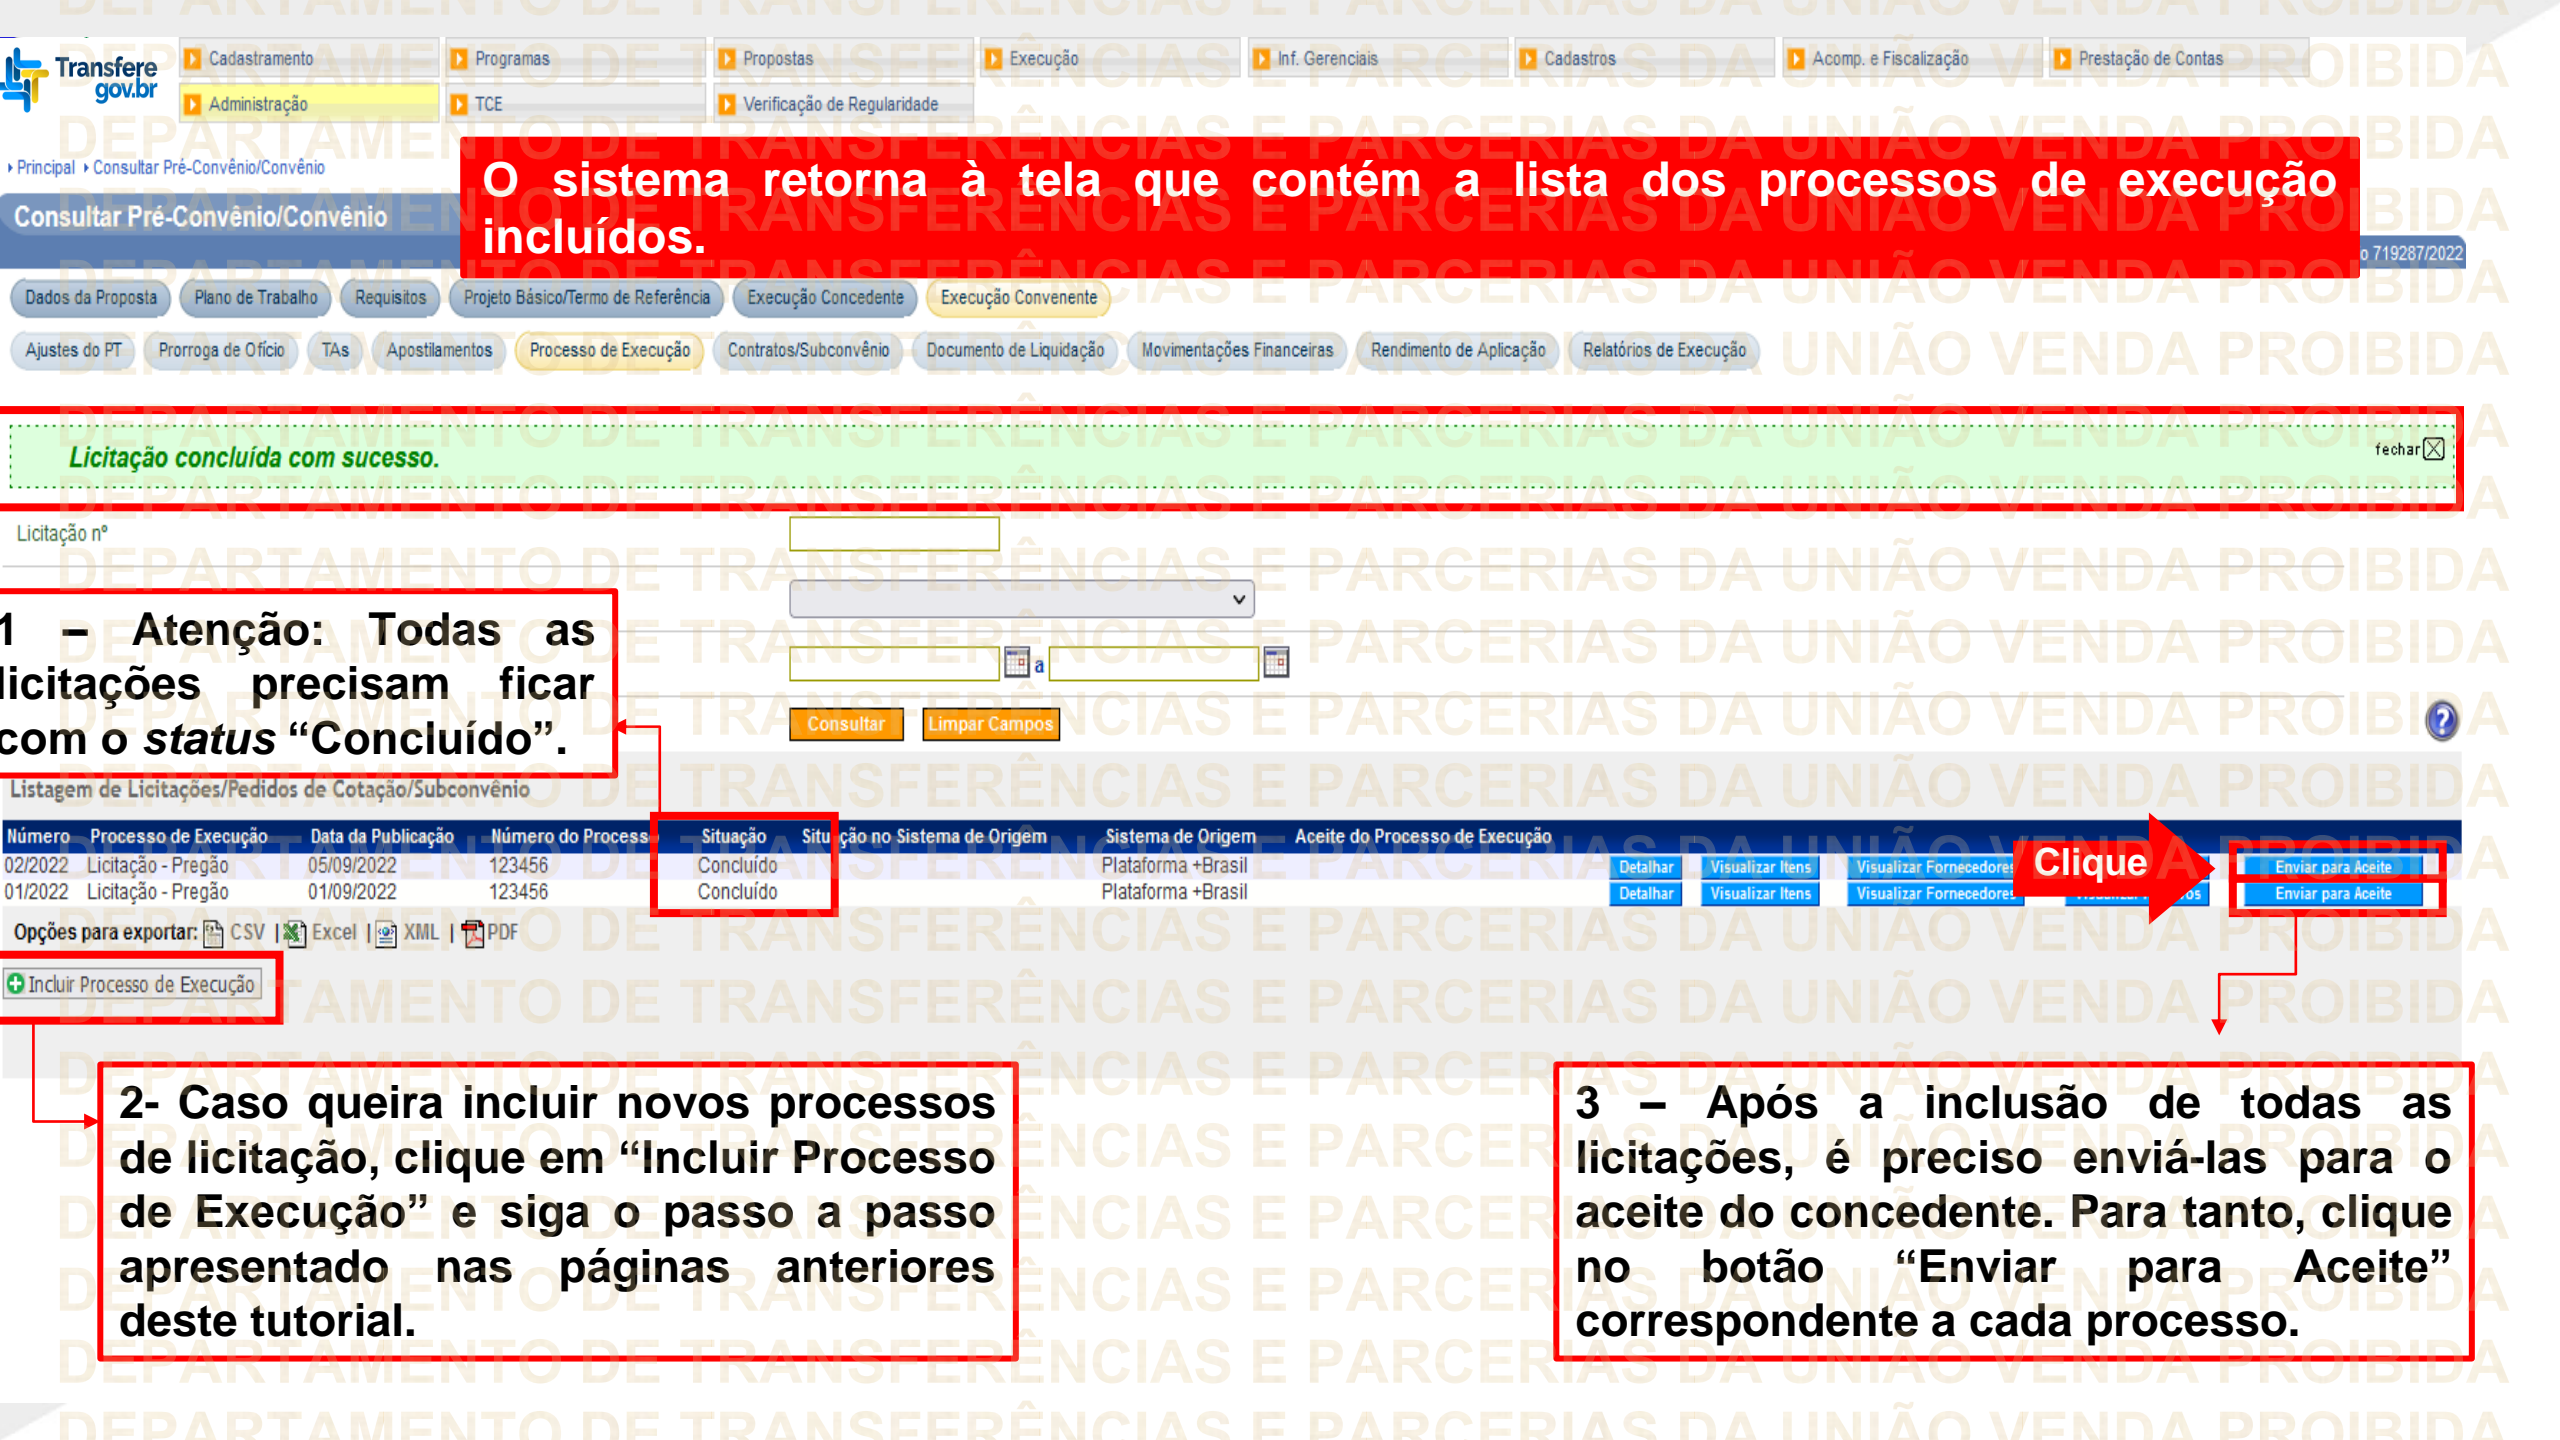 Transfere
gov.br
Cadastramento
Programas
Propostas
Execução
Inf. Gerenciais
Cadastros
Acomp. e Fiscalização
Prestação de Contas
Administração
TCE
Verificação de Regularidade
Principal Consultar Pré-Convênio/Convênio
Consultar Pré-Convênio/Convênio
O sistema retorna à tela que contém a lista dos processos de execução
incluídos.
o 719287/2022
Dados da Proposta Plano de Trabalho Requisitos Projeto Básico/Termo de Referência Execução Concedente Execução Convenente
Ajustes do PT Prorroga de Ofício TAs Apostilamentos Processo de Execução Contratos/Subconvênio Documento de Liquidação Movimentações Financeiras Rendimento de Aplicação Relatórios de Execução
Licitação concluída com sucesso.
fechar
Licitação nº
a
Consultar Limpar Campos
1 – Atenção: Todas as
licitações precisam ficar
com o status “Concluído”.
Listagem de Licitações/Pedidos de Cotação/Subconvênio
Número Processo de Execução Data da Publicação Número do Processo Situação Situação no Sistema de Origem Sistema de Origem Aceite do Processo de Execução
02/2022 Licitação - Pregão 05/09/2022 123456 Concluído Plataforma +Brasil Detalhar Visualizar Itens Visualizar Fornecedores Enviar para Aceite
01/2022 Licitação - Pregão 01/09/2022 123456 Concluído Plataforma +Brasil Detalhar Visualizar Itens Visualizar Fornecedores Enviar para Aceite
Clique
Opções para exportar: CSV | Excel | XML | PDF
Incluir Processo de Execução
2- Caso queira incluir novos processos
de licitação, clique em “Incluir Processo
de Execução” e siga o passo a passo
apresentado nas páginas anteriores
deste tutorial.
3 – Após a inclusão de todas as
licitações, é preciso enviá-las para o
aceite do concedente. Para tanto, clique
no botão “Enviar para Aceite”
correspondente a cada processo.
DEPARTAMENTO DE TRANSFERÊNCIAS E PARCERIAS DA UNIÃO VENDA PROIBIDA